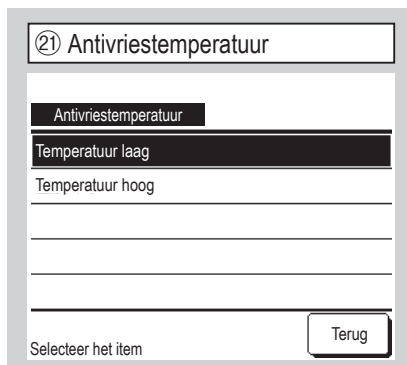 ㉑ Antivriestemperatuur
Antivriestemperatuur
Temperatuur laag
Temperatuur hoog
Selecteer het item
Terug